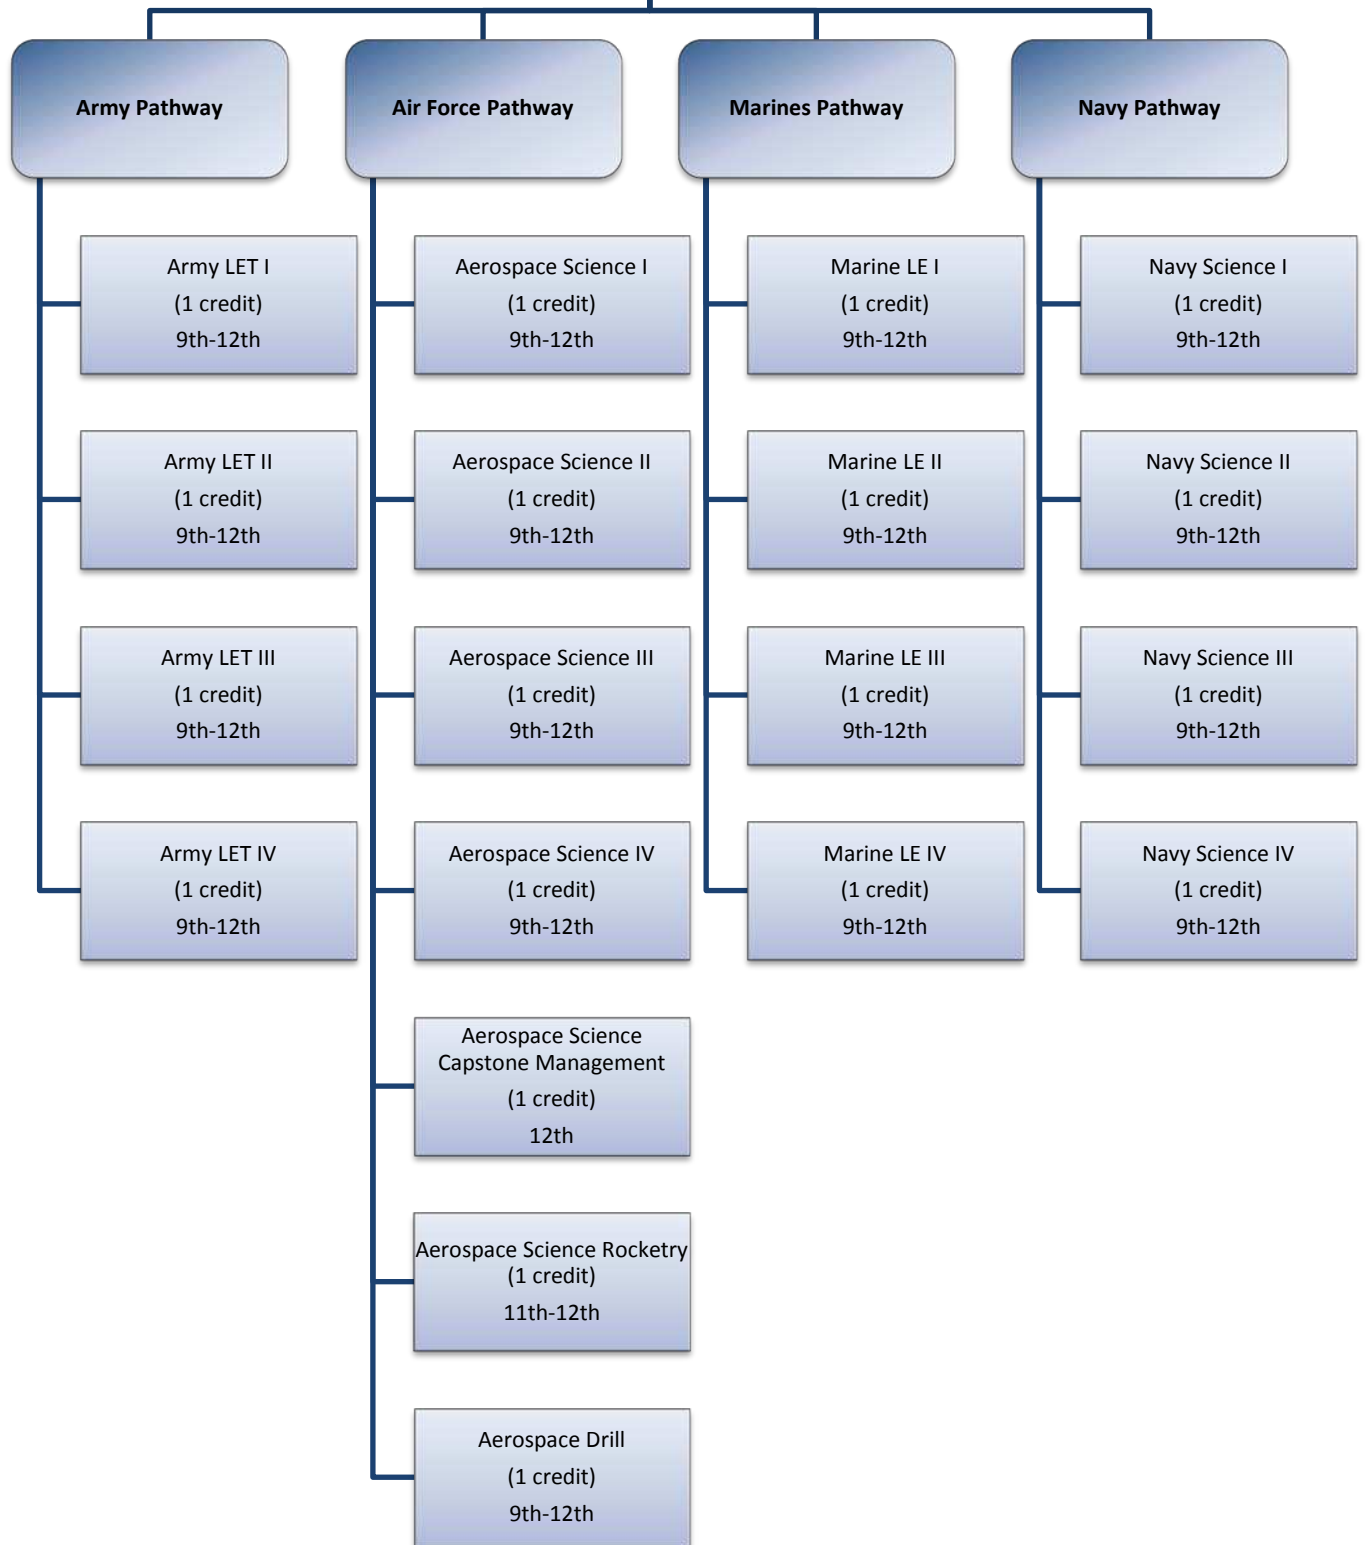 Army Pathway
Air Force Pathway
Marines Pathway
Navy Pathway
Army LET I
(1 credit)
9th-12th
Aerospace Science I
(1 credit)
9th-12th
Marine LE I
(1 credit)
9th-12th
Navy Science I
(1 credit)
9th-12th
Army LET II
(1 credit)
9th-12th
Aerospace Science II
(1 credit)
9th-12th
Marine LE II
(1 credit)
9th-12th
Navy Science II
(1 credit)
9th-12th
Army LET III
(1 credit)
9th-12th
Aerospace Science III
(1 credit)
9th-12th
Marine LE III
(1 credit)
9th-12th
Navy Science III
(1 credit)
9th-12th
Army LET IV
(1 credit)
9th-12th
Aerospace Science IV
(1 credit)
9th-12th
Marine LE IV
(1 credit)
9th-12th
Navy Science IV
(1 credit)
9th-12th
Aerospace Science
Capstone Management
(1 credit)
12th
Aerospace Science Rocketry
(1 credit)
11th-12th
Aerospace Drill
(1 credit)
9th-12th